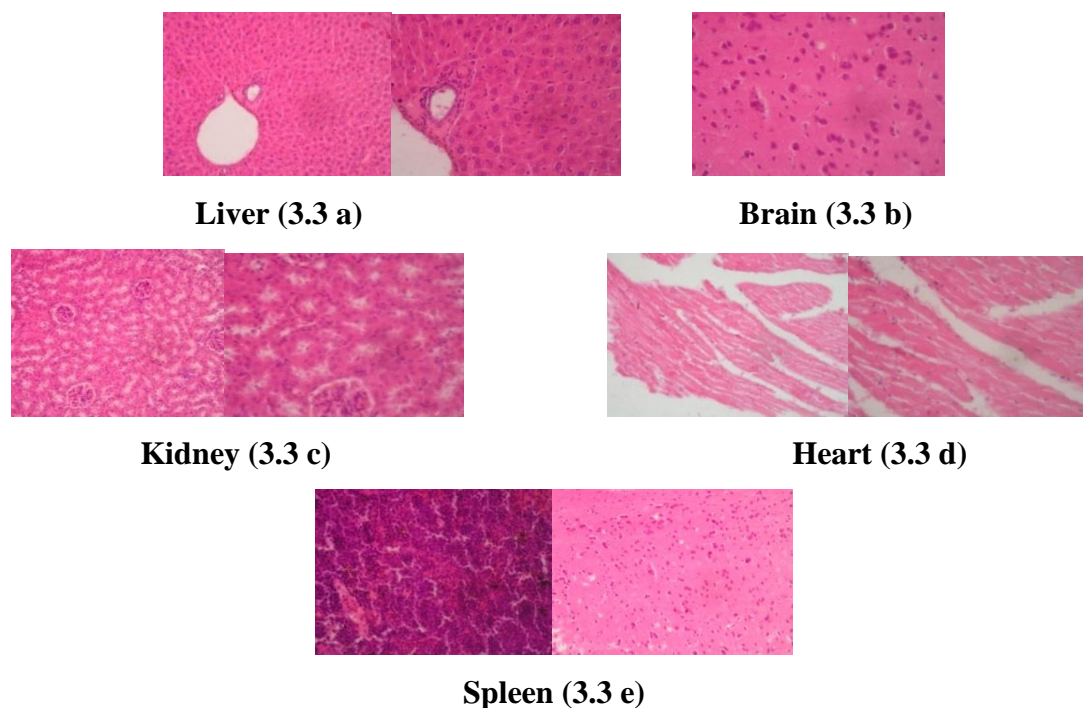 Liver (3.3 a)
Brain (3.3 b)
Kidney (3.3 c)
Heart (3.3 d)
Spleen (3.3 e)